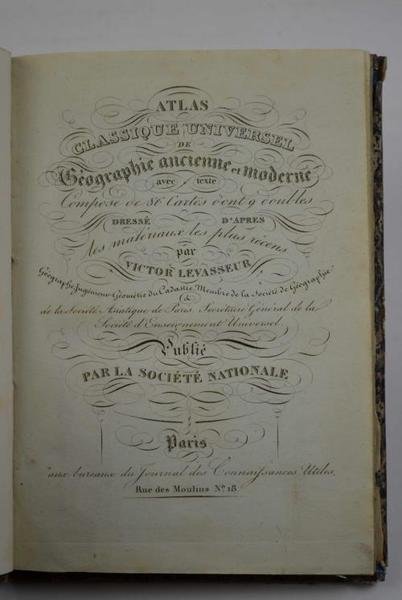 ATLAS
CLASSIQUE UNIVERSEL
DE
Géographie ancienne et moderne
avec texte
Composé de 86 Cartes dont 9 doubles
DRESSÉ D'APRES
les matériaux les plus récens
par
VICTOR LEVASSEUR,
Géographe Ingénieur Géomètre du Cadastre, Membre de la Société de Géographie
&
de la Société Asiatique de Paris, Secrétaire Général de la
Société d'Enseignement Universel.
Publié
PAR LA SOCIÉTÉ NATIONALE
à
Paris
aux bureaux du Journal des Connaissances Utiles,
Rue des Moulins No. 18.